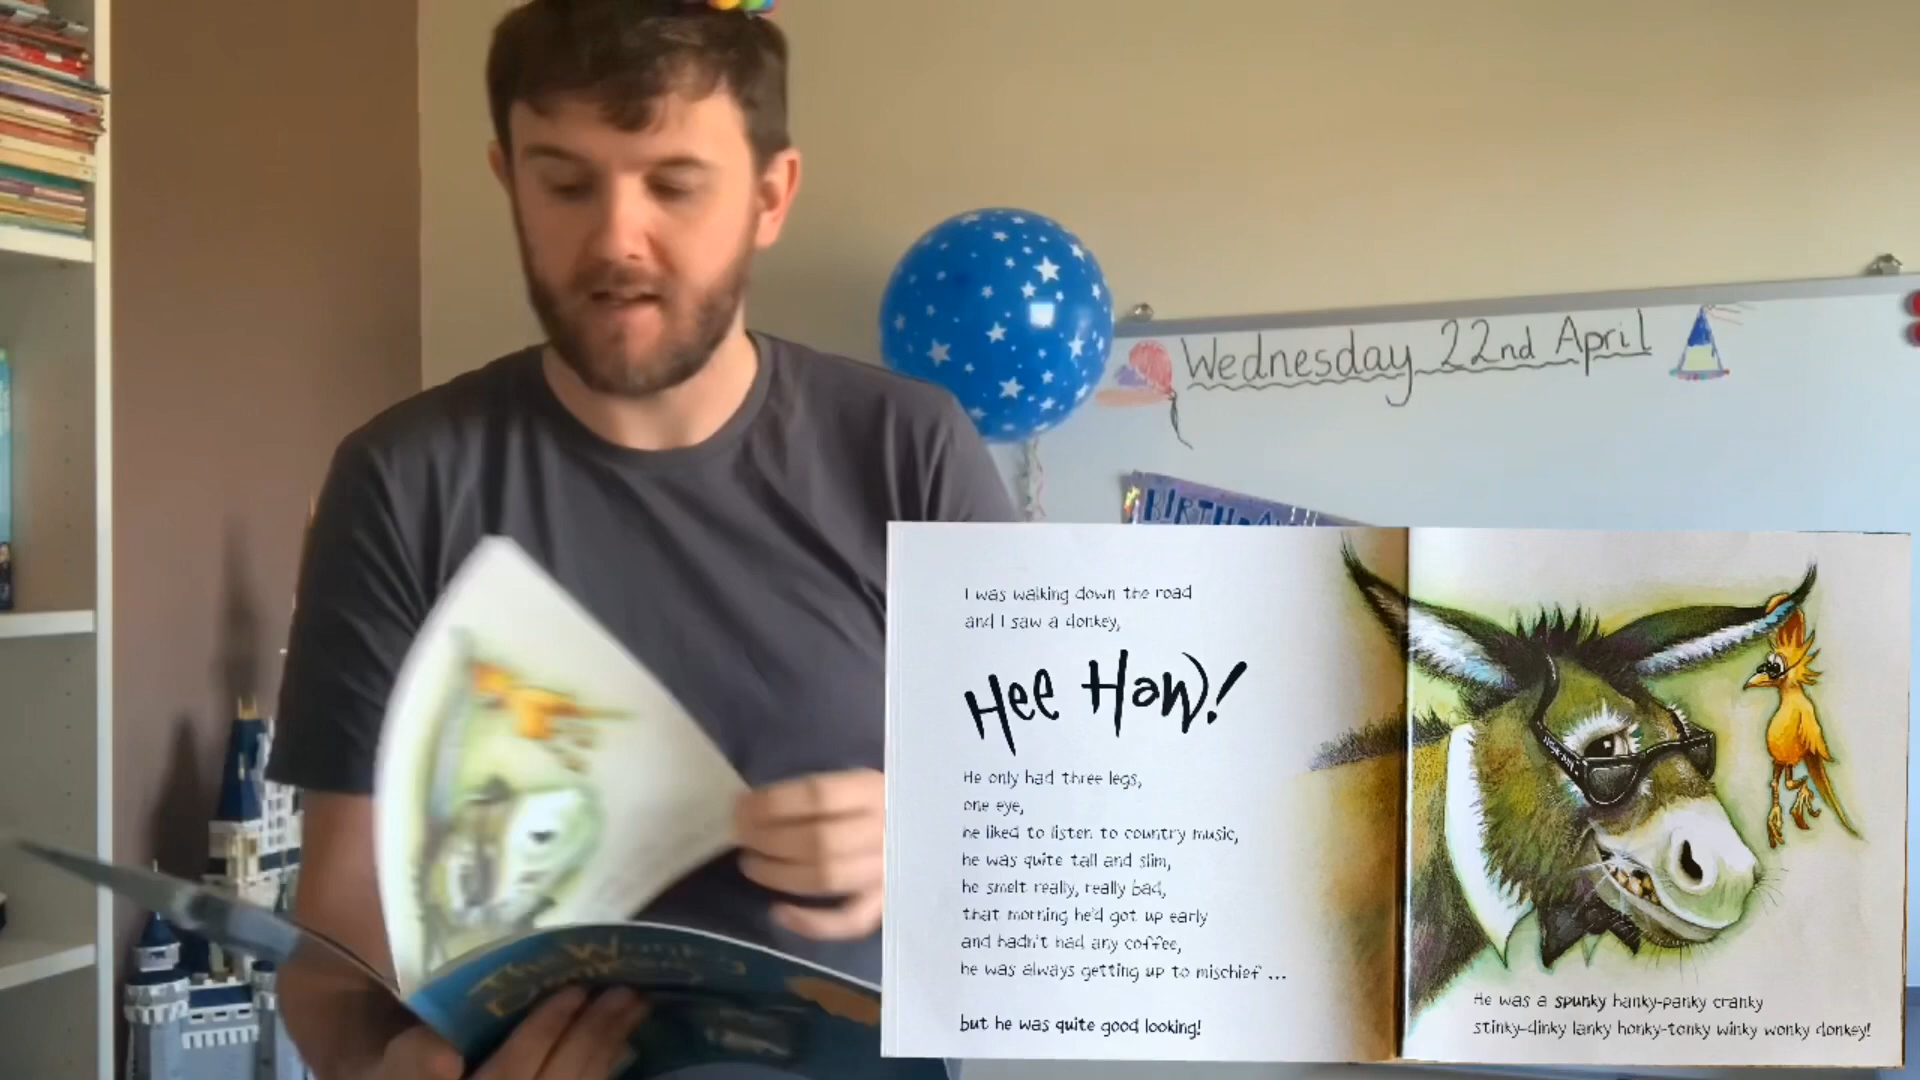 Wednesday 22nd April
BIRTHDAY
I was walking down the road
and I saw a donkey,
Hee Haw!
He only had three legs,
one eye,
he liked to listen to country music,
he was quite tall and slim,
he smelt really, really bad,
that morning he'd got up early
and hadn't had any coffee,
he was always getting up to mischief ...
but he was quite good looking!
He was a spunky hanky-panky cranky
stinky-dinky lanky honky-tonky winky wonky donkey!
The Wonky
Donkey